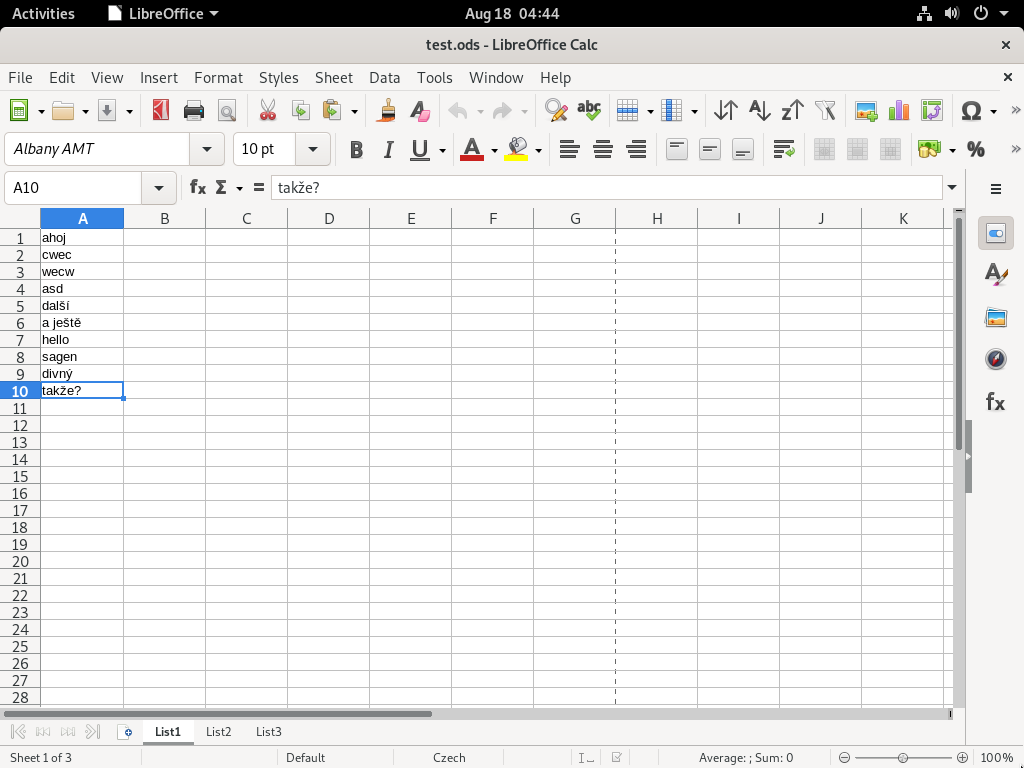 Activities LibreOffice Aug 18 04:44
test.ods - LibreOffice Calc
File Edit View Insert Format Styles Sheet Data Tools Window Help
Albany AMT 10 pt
A10 takže?
A B C D E F G H I J K
1 ahoj
2 cwec
3 wecw
4 asd
5 další
6 a ještě
7 hello
8 sagen
9 divný
10 takže?
11
12
13
14
15
16
17
18
19
20
21
22
23
24
25
26
27
28
List1 List2 List3
Sheet 1 of 3 Default Czech Average: ; Sum: 0 100%